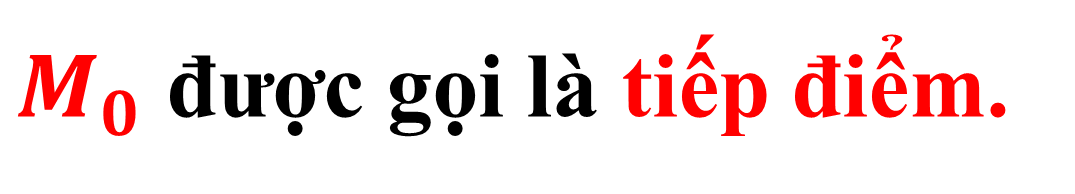 M₀ được gọi là tiếp điểm.